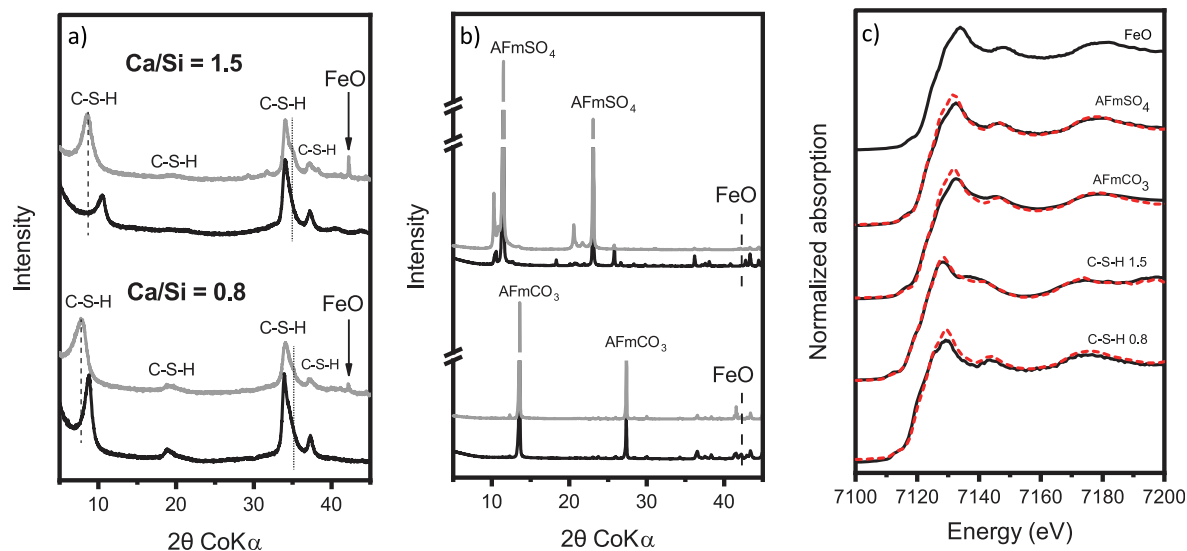 a)
Ca/Si = 1.5
FeO
C-S-H
C-S-H
C-S-H
C-S-H
Ca/Si = 0.8
FeO
C-S-H
C-S-H
C-S-H
C-S-H
Intensity
10 20 30 40
2θ CoKα
b)
AFmSO₄
AFmSO₄
FeO
AFmCO₃
AFmCO₃
FeO
Intensity
10 20 30 40
2θ CoKα
c)
FeO
AFmSO₄
AFmCO₃
C-S-H 1.5
C-S-H 0.8
Normalized absorption
7100 7120 7140 7160 7180 7200
Energy (eV)